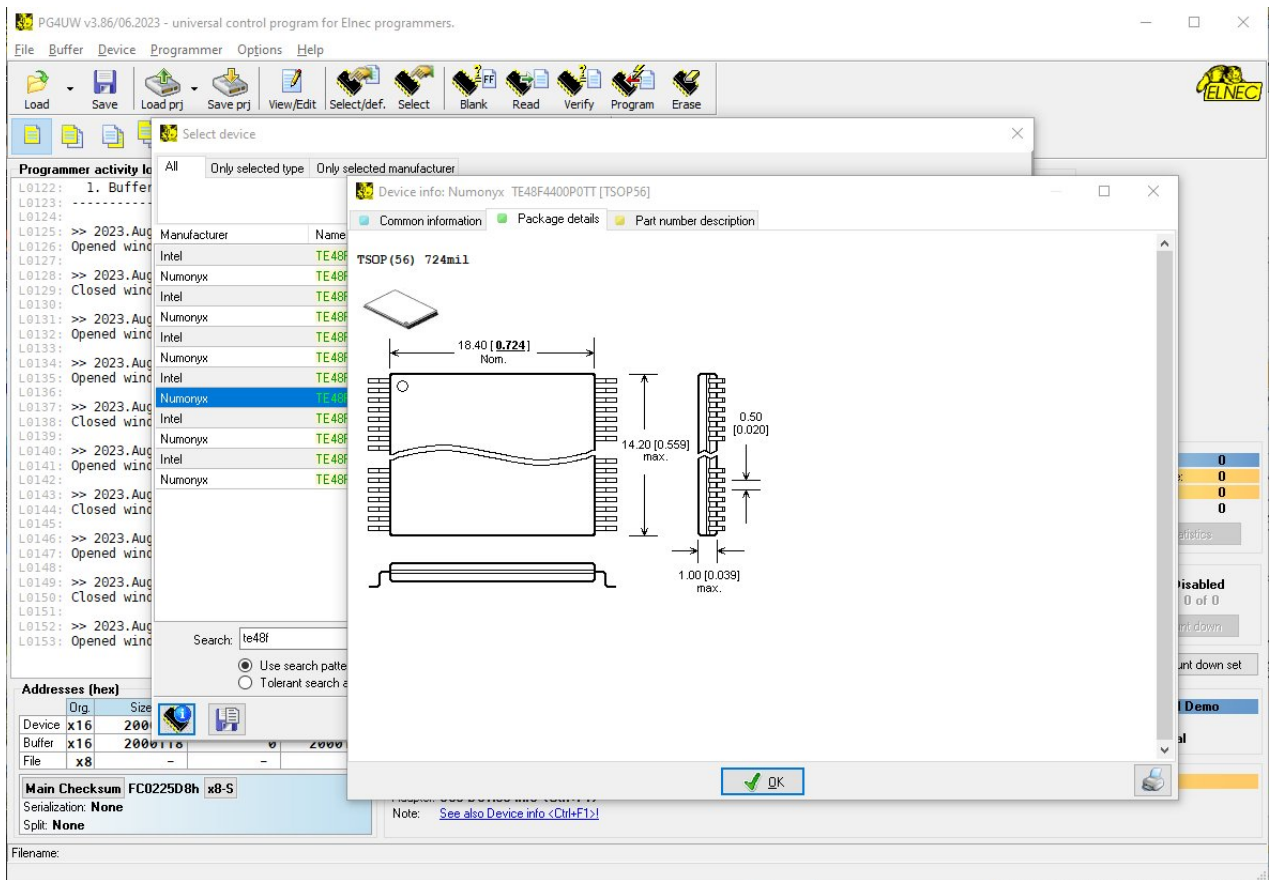 PG4UW v3.86/06.2023 - universal control program for Elnec programmers.
File Buffer Device Programmer Options Help
Load Save Load prj Save prj View/Edit Select/def. Select Blank Read Verify Program Erase
ELNEC
Select device
Programmer activity lo
All Only selected type Only selected manufacturer
L0122: 1. Buffer
L0123: ----------
L0124:
L0125: >> 2023.Aug
L0126: Opened wind
L0127:
L0128: >> 2023.Aug
L0129: Closed wind
L0130:
L0131: >> 2023.Aug
L0132: Opened wind
L0133:
L0134: >> 2023.Aug
L0135: Opened wind
L0136:
L0137: >> 2023.Aug
L0138: Closed wind
L0139:
L0140: >> 2023.Aug
L0141: Opened wind
L0142:
L0143: >> 2023.Aug
L0144: Closed wind
L0145:
L0146: >> 2023.Aug
L0147: Opened wind
L0148:
L0149: >> 2023.Aug
L0150: Closed wind
L0151:
L0152: >> 2023.Aug
L0153: Opened wind
Manufacturer Name
Intel TE48F
Numonyx TE48F
Intel TE48F
Numonyx TE48F
Intel TE48F
Numonyx TE48F
Intel TE48F
Numonyx TE48F
Intel TE48F
Numonyx TE48F
Intel TE48F
Numonyx TE48F
Search: te48f
Use search patte
Tolerant search a
Device info: Numonyx TE48F4400P0TT [TSOP56]
Common information Package details Part number description
TSOP(56) 724mil
18.40 [0.724]
Nom.
14.20 [0.559]
max.
0.50
[0.020]
1.00 [0.039]
max.
OK
0
0
0
0
atistics
Disabled
0 of 0
unt down
unt down set
l Demo
al
Addresses (hex)
Org. Size
Device x16 200
Buffer x16 2000118 0 2000
File x8 - -
Main Checksum FC0225D8h x8-S
Serialization: None
Split: None
Note: See also Device info <Ctrl+F1>!
Filename: